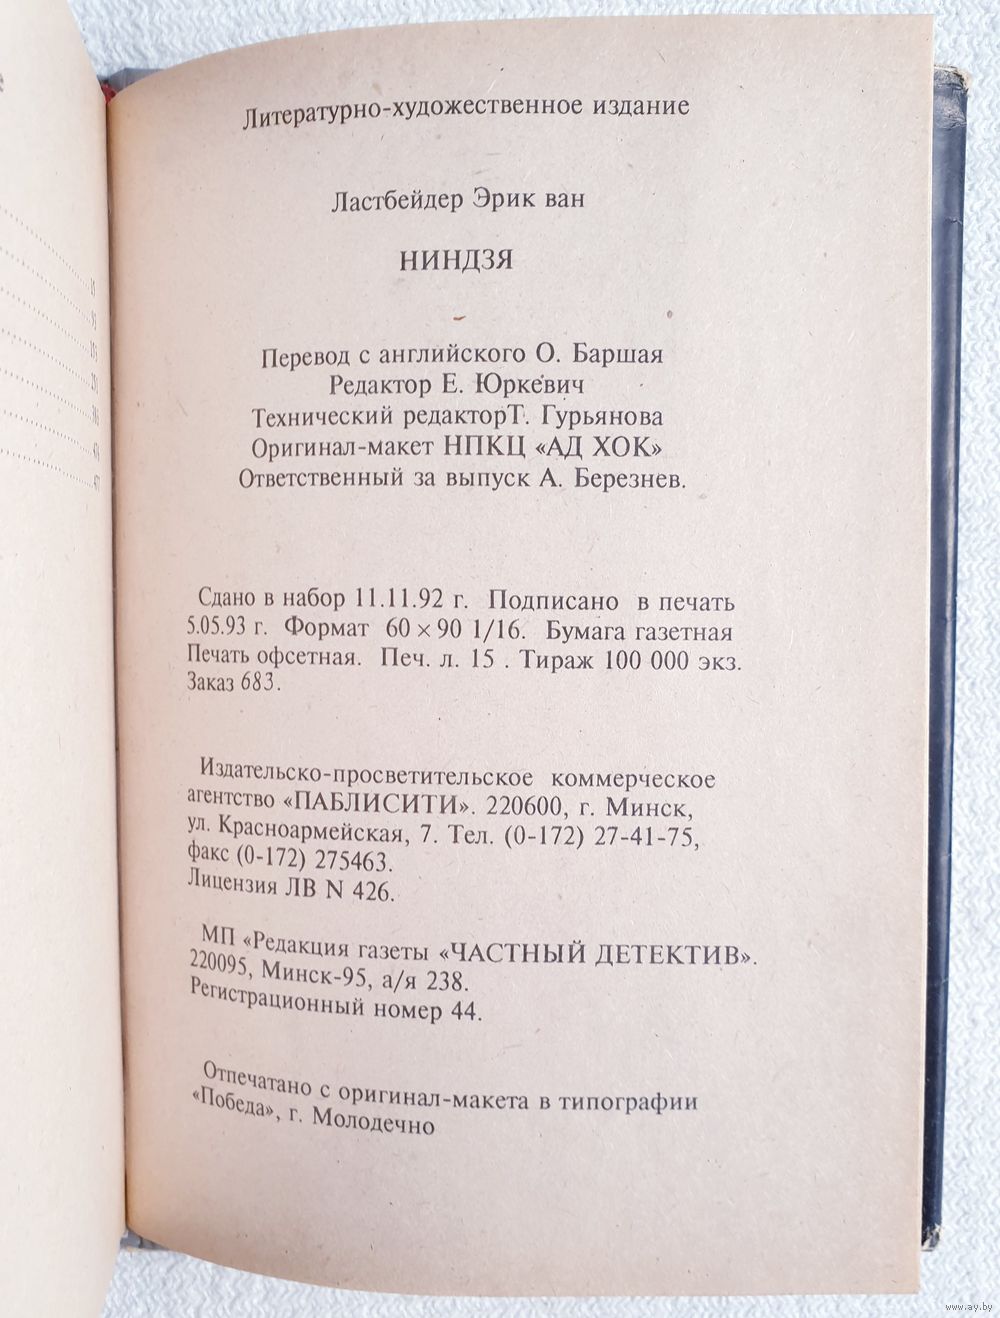 Литературно-художественное издание
Ластбейдер Эрик ван
НИНДЗЯ
Перевод с английского О. Баршая
Редактор Е. Юркевич
Технический редакторТ. Гурьянова
Оригинал-макет НПКЦ «АД ХОК»
Ответственный за выпуск А. Березнев.
Сдано в набор 11.11.92 г. Подписано в печать
5.05.93 г. Формат 60 × 90 1/16. Бумага газетная
Печать офсетная. Печ. л. 15 . Тираж 100 000 экз.
Заказ 683.
Издательско-просветительское коммерческое
агентство «ПАБЛИСИТИ». 220600, г. Минск,
ул. Красноармейская, 7. Тел. (0-172) 27-41-75,
факс (0-172) 275463.
Лицензия ЛВ N 426.
МП «Редакция газеты «ЧАСТНЫЙ ДЕТЕКТИВ».
220095, Минск-95, а/я 238.
Регистрационный номер 44.
Отпечатано с оригинал-макета в типографии
«Победа», г. Молодечно
www.ay.by